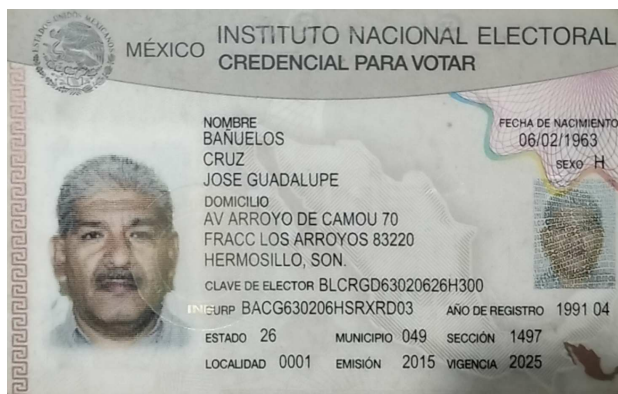 MÉXICO INSTITUTO NACIONAL ELECTORAL
CREDENCIAL PARA VOTAR
NOMBRE
BAÑUELOS
CRUZ
JOSE GUADALUPE
FECHA DE NACIMIENTO
06/02/1963
SEXO H
DOMICILIO
AV ARROYO DE CAMOU 70
FRACC LOS ARROYOS 83220
HERMOSILLO, SON.
CLAVE DE ELECTOR BLCRGD63020626H300
CURP BACG630206HSRXRD03 AÑO DE REGISTRO 1991 04
ESTADO 26 MUNICIPIO 049 SECCIÓN 1497
LOCALIDAD 0001 EMISIÓN 2015 VIGENCIA 2025